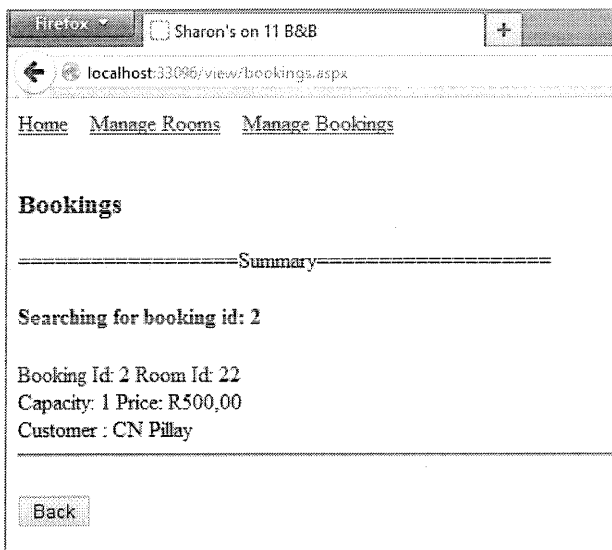 Firefox
Sharon's on 11 B&B
+
localhost:33096/view/bookings.aspx
Home Manage Rooms Manage Bookings
Bookings
==================Summary===================
Searching for booking id: 2
Booking Id: 2 Room Id: 22
Capacity: 1 Price: R500,00
Customer : CN Pillay
Back